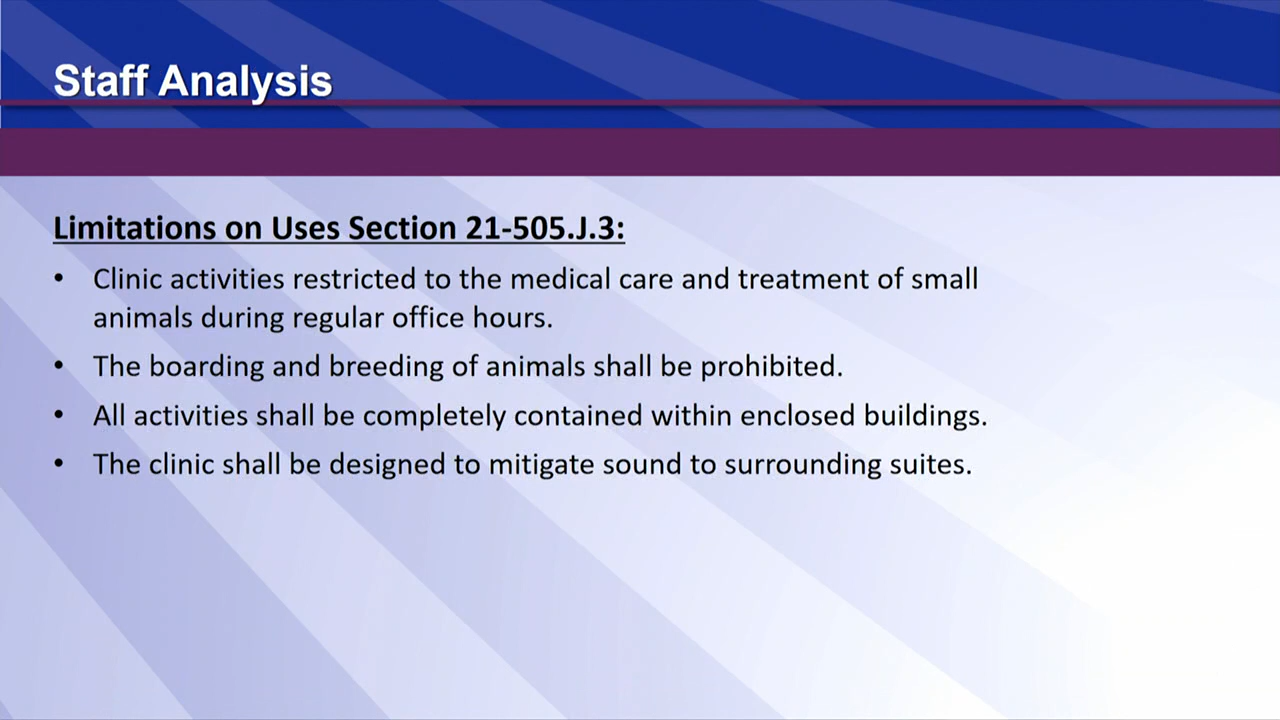 Staff Analysis
Limitations on Uses Section 21-505.J.3:
• Clinic activities restricted to the medical care and treatment of small
animals during regular office hours.
• The boarding and breeding of animals shall be prohibited.
• All activities shall be completely contained within enclosed buildings.
• The clinic shall be designed to mitigate sound to surrounding suites.